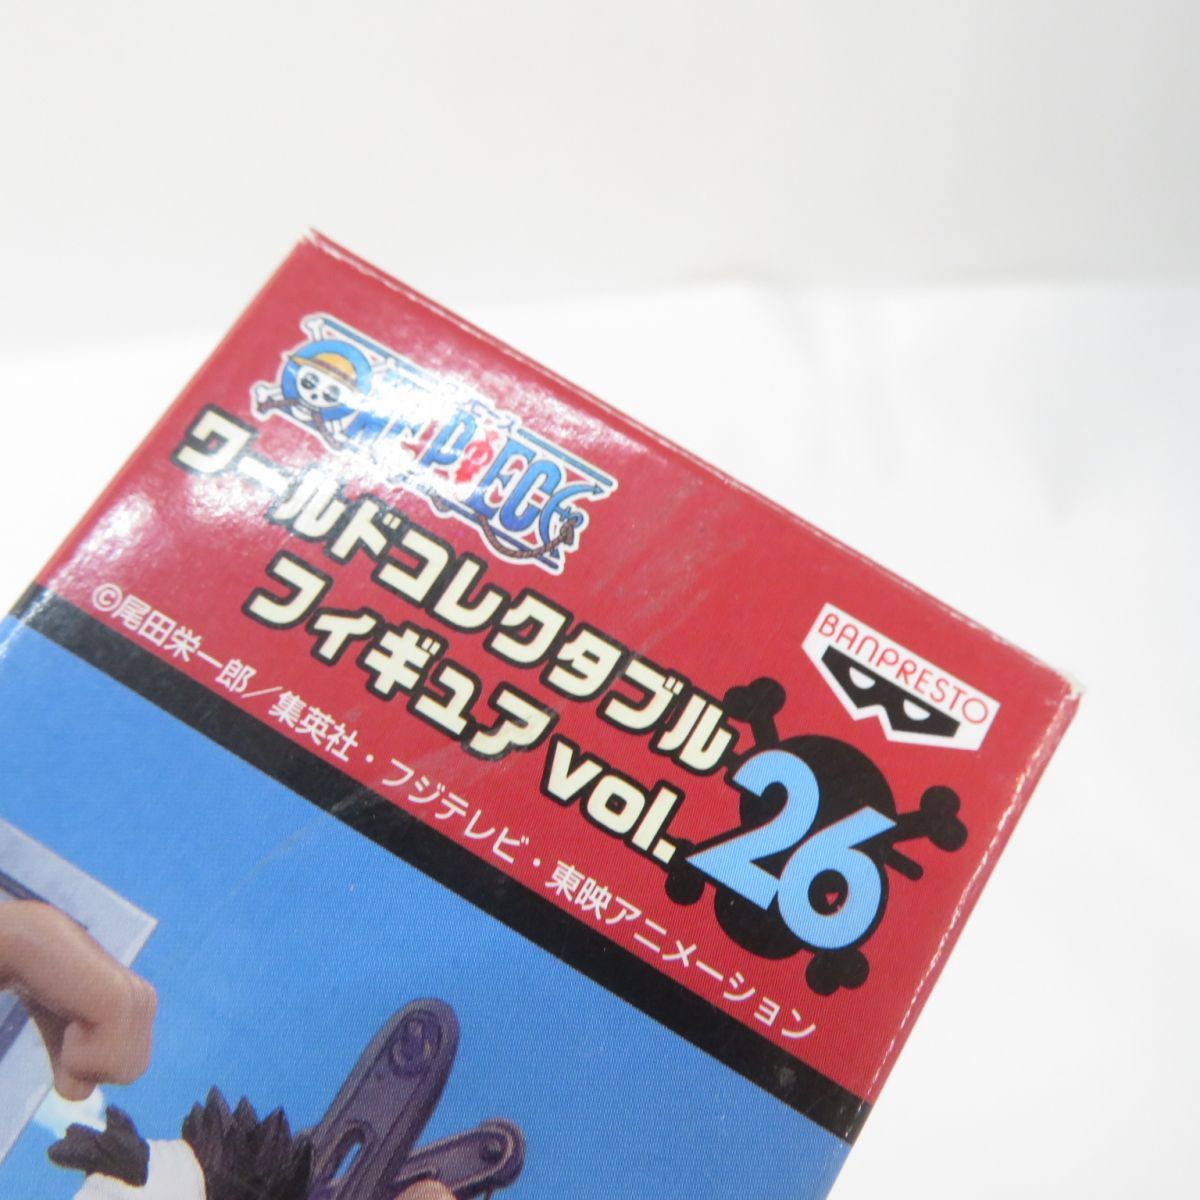 ONE PIECE
ワールドコレクタブル
フィギュア vol.26
BANPRESTO
©尾田栄一郎／集英社・フジテレビ・東映アニメーション